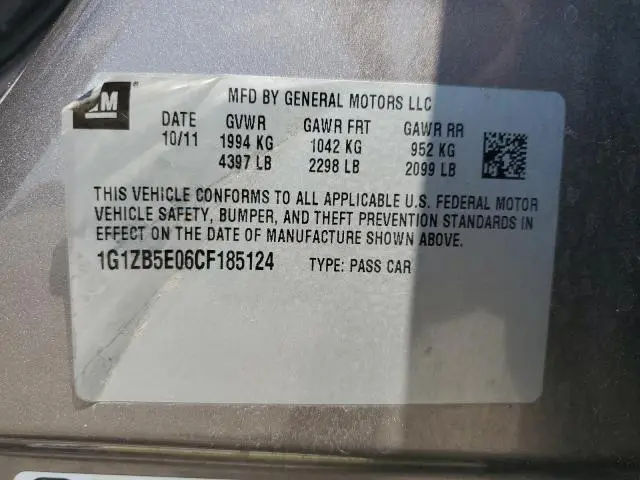 GM
MFD BY GENERAL MOTORS LLC
DATE GVWR GAWR FRT GAWR RR
10/11 1994 KG 1042 KG 952 KG
4397 LB 2298 LB 2099 LB
THIS VEHICLE CONFORMS TO ALL APPLICABLE U.S. FEDERAL MOTOR
VEHICLE SAFETY, BUMPER, AND THEFT PREVENTION STANDARDS IN
EFFECT ON THE DATE OF MANUFACTURE SHOWN ABOVE.
1G1ZB5E06CF185124 TYPE: PASS CAR